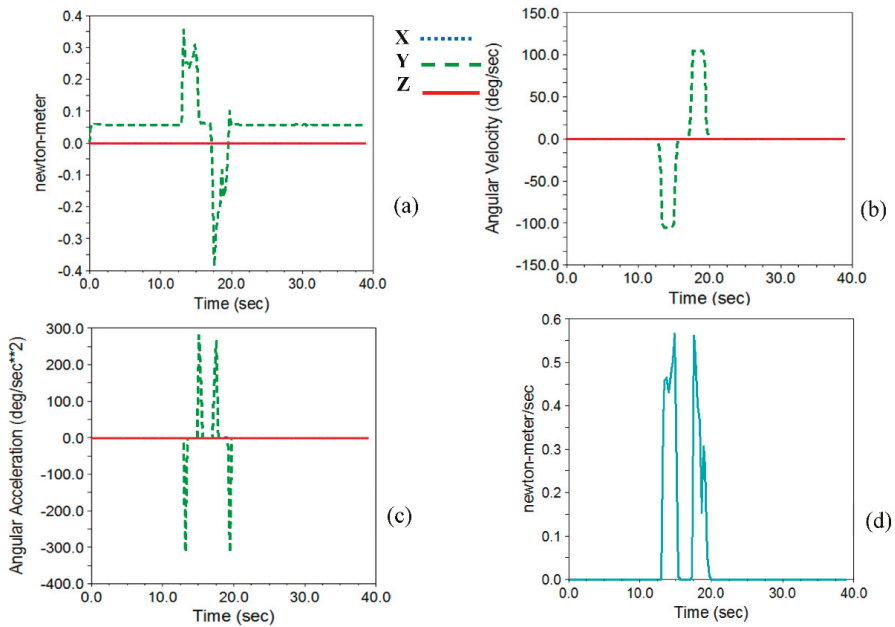 0.4
0.3
0.2
0.1
0.0
-0.1
-0.2
-0.3
-0.4
newton-meter
0.0 10.0 20.0 30.0 40.0
Time (sec)
(a)
X
Y
Z
150.0
100.0
50.0
0.0
-50.0
-100.0
-150.0
Angular Velocity (deg/sec)
0.0 10.0 20.0 30.0 40.0
Time (sec)
(b)
300.0
200.0
100.0
0.0
-100.0
-200.0
-300.0
-400.0
Angular Acceleration (deg/sec**2)
0.0 10.0 20.0 30.0 40.0
Time (sec)
(c)
0.6
0.5
0.4
0.3
0.2
0.1
0.0
newton-meter/sec
0.0 10.0 20.0 30.0 40.0
Time (sec)
(d)